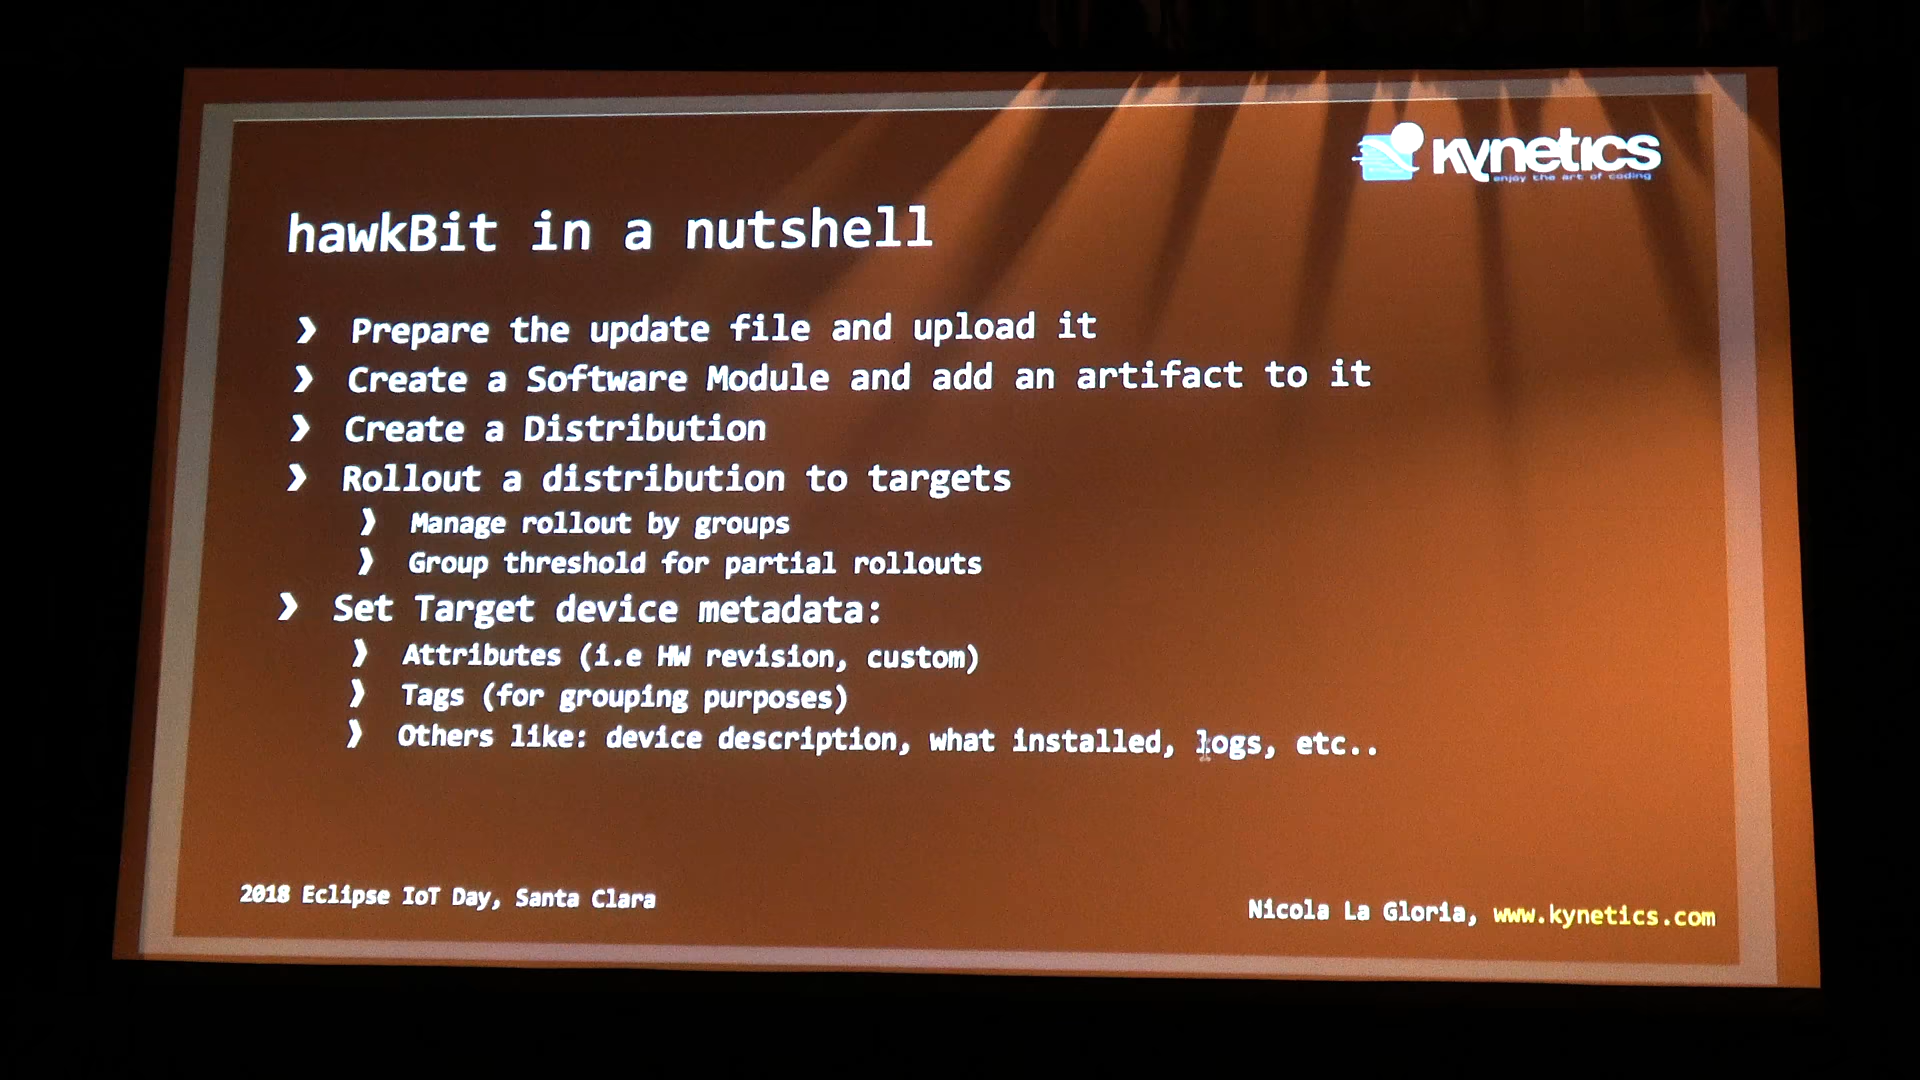 kynetics
enjoy the art of coding
hawkBit in a nutshell
❯ Prepare the update file and upload it
❯ Create a Software Module and add an artifact to it
❯ Create a Distribution
❯ Rollout a distribution to targets
❯ Manage rollout by groups
❯ Group threshold for partial rollouts
❯ Set Target device metadata:
❯ Attributes (i.e HW revision, custom)
❯ Tags (for grouping purposes)
❯ Others like: device description, what installed, logs, etc..
2018 Eclipse IoT Day, Santa Clara
Nicola La Gloria, www.kynetics.com